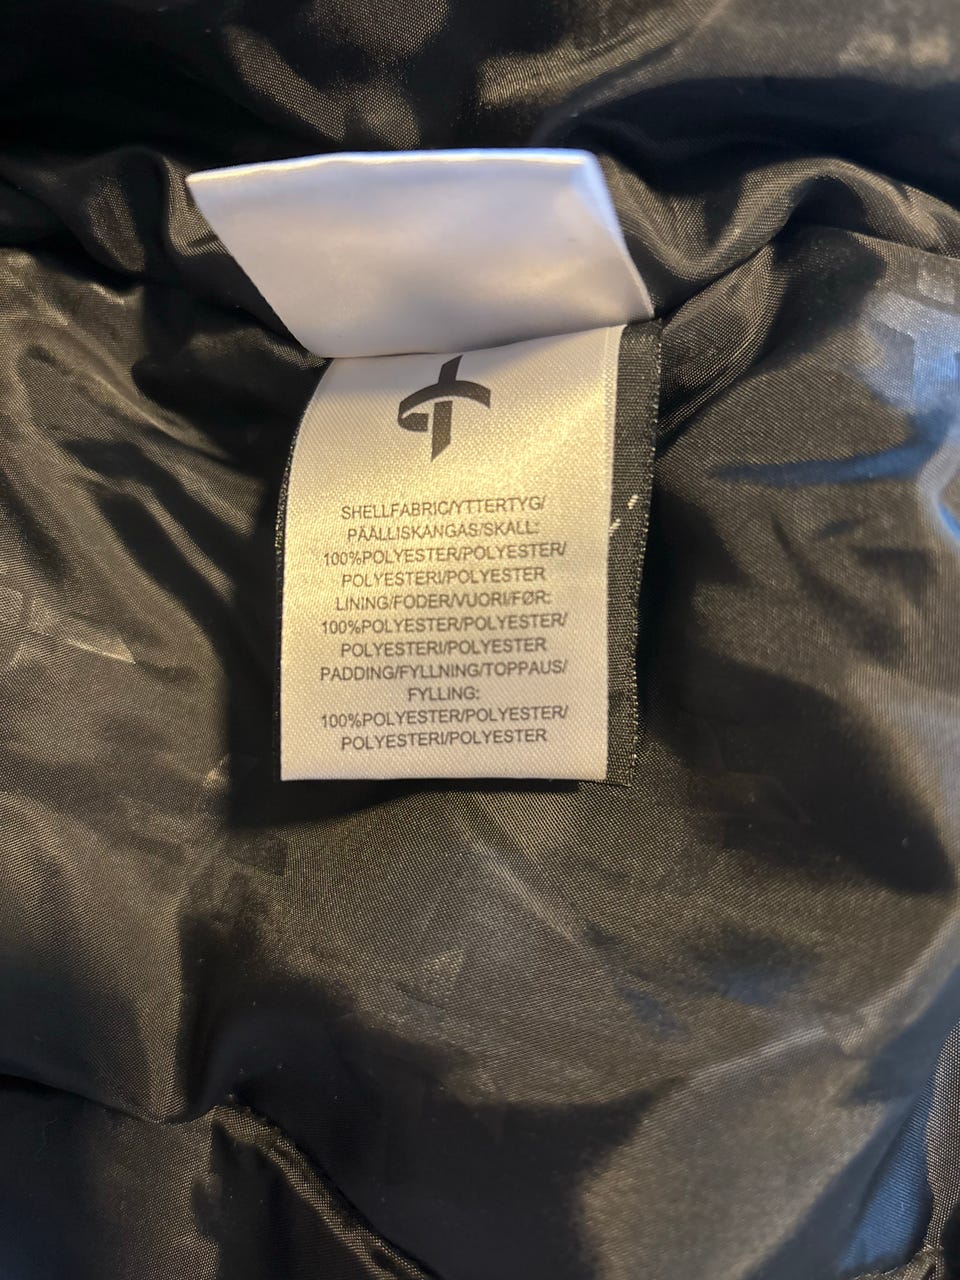 SHELLFABRIC/YTTERTYG/
PÄÄLLISKANGAS/SKALL:
100%POLYESTER/POLYESTER/
POLYESTERI/POLYESTER
LINING/FODER/VUORI/FØR:
100%POLYESTER/POLYESTER/
POLYESTERI/POLYESTER
PADDING/FYLLNING/TOPPAUS/
FYLLING:
100%POLYESTER/POLYESTER/
POLYESTERI/POLYESTER